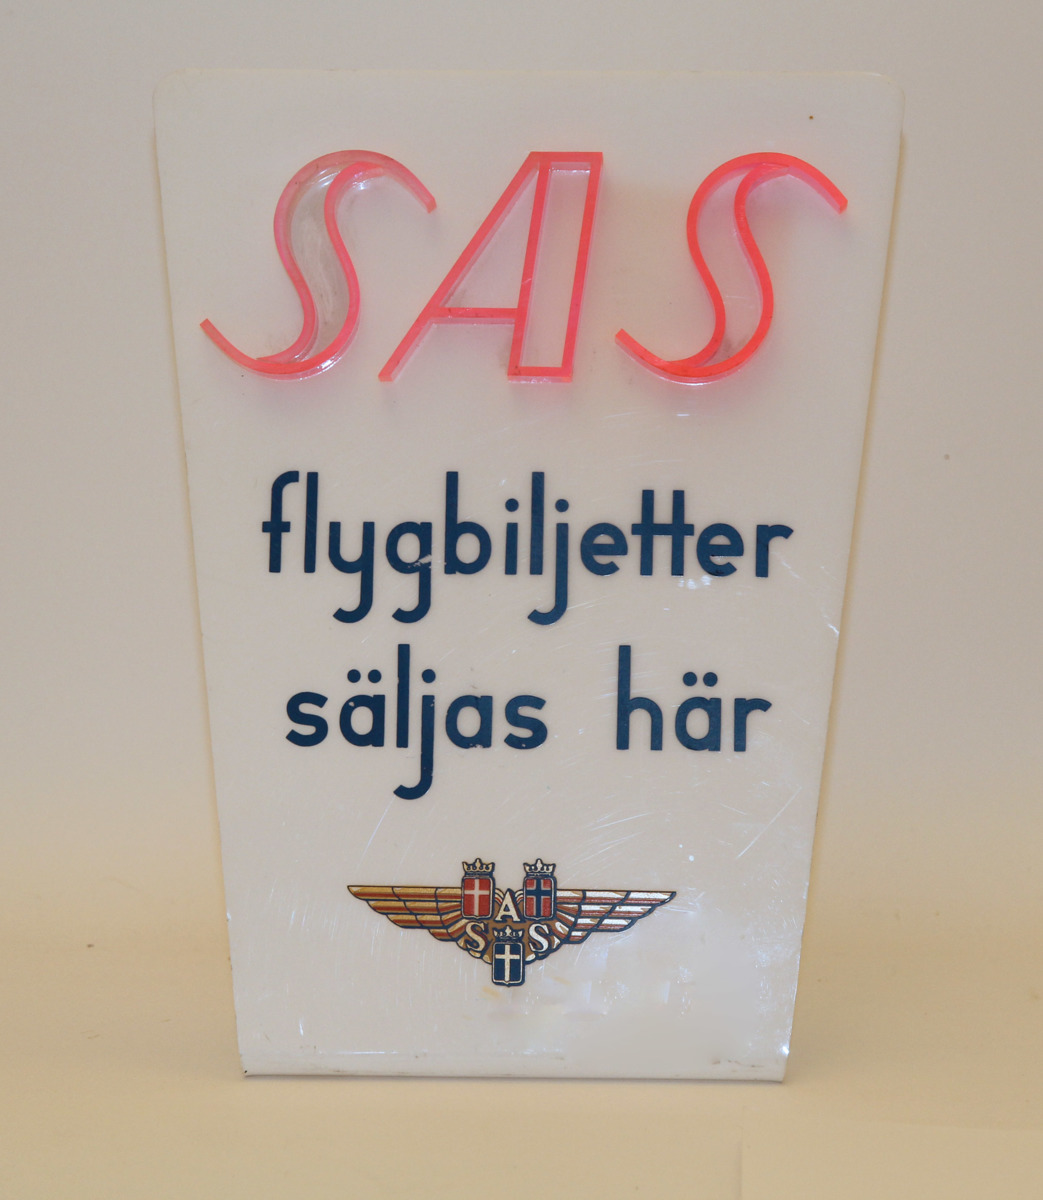 SAS
flygbiljetter
säljas här
SAS